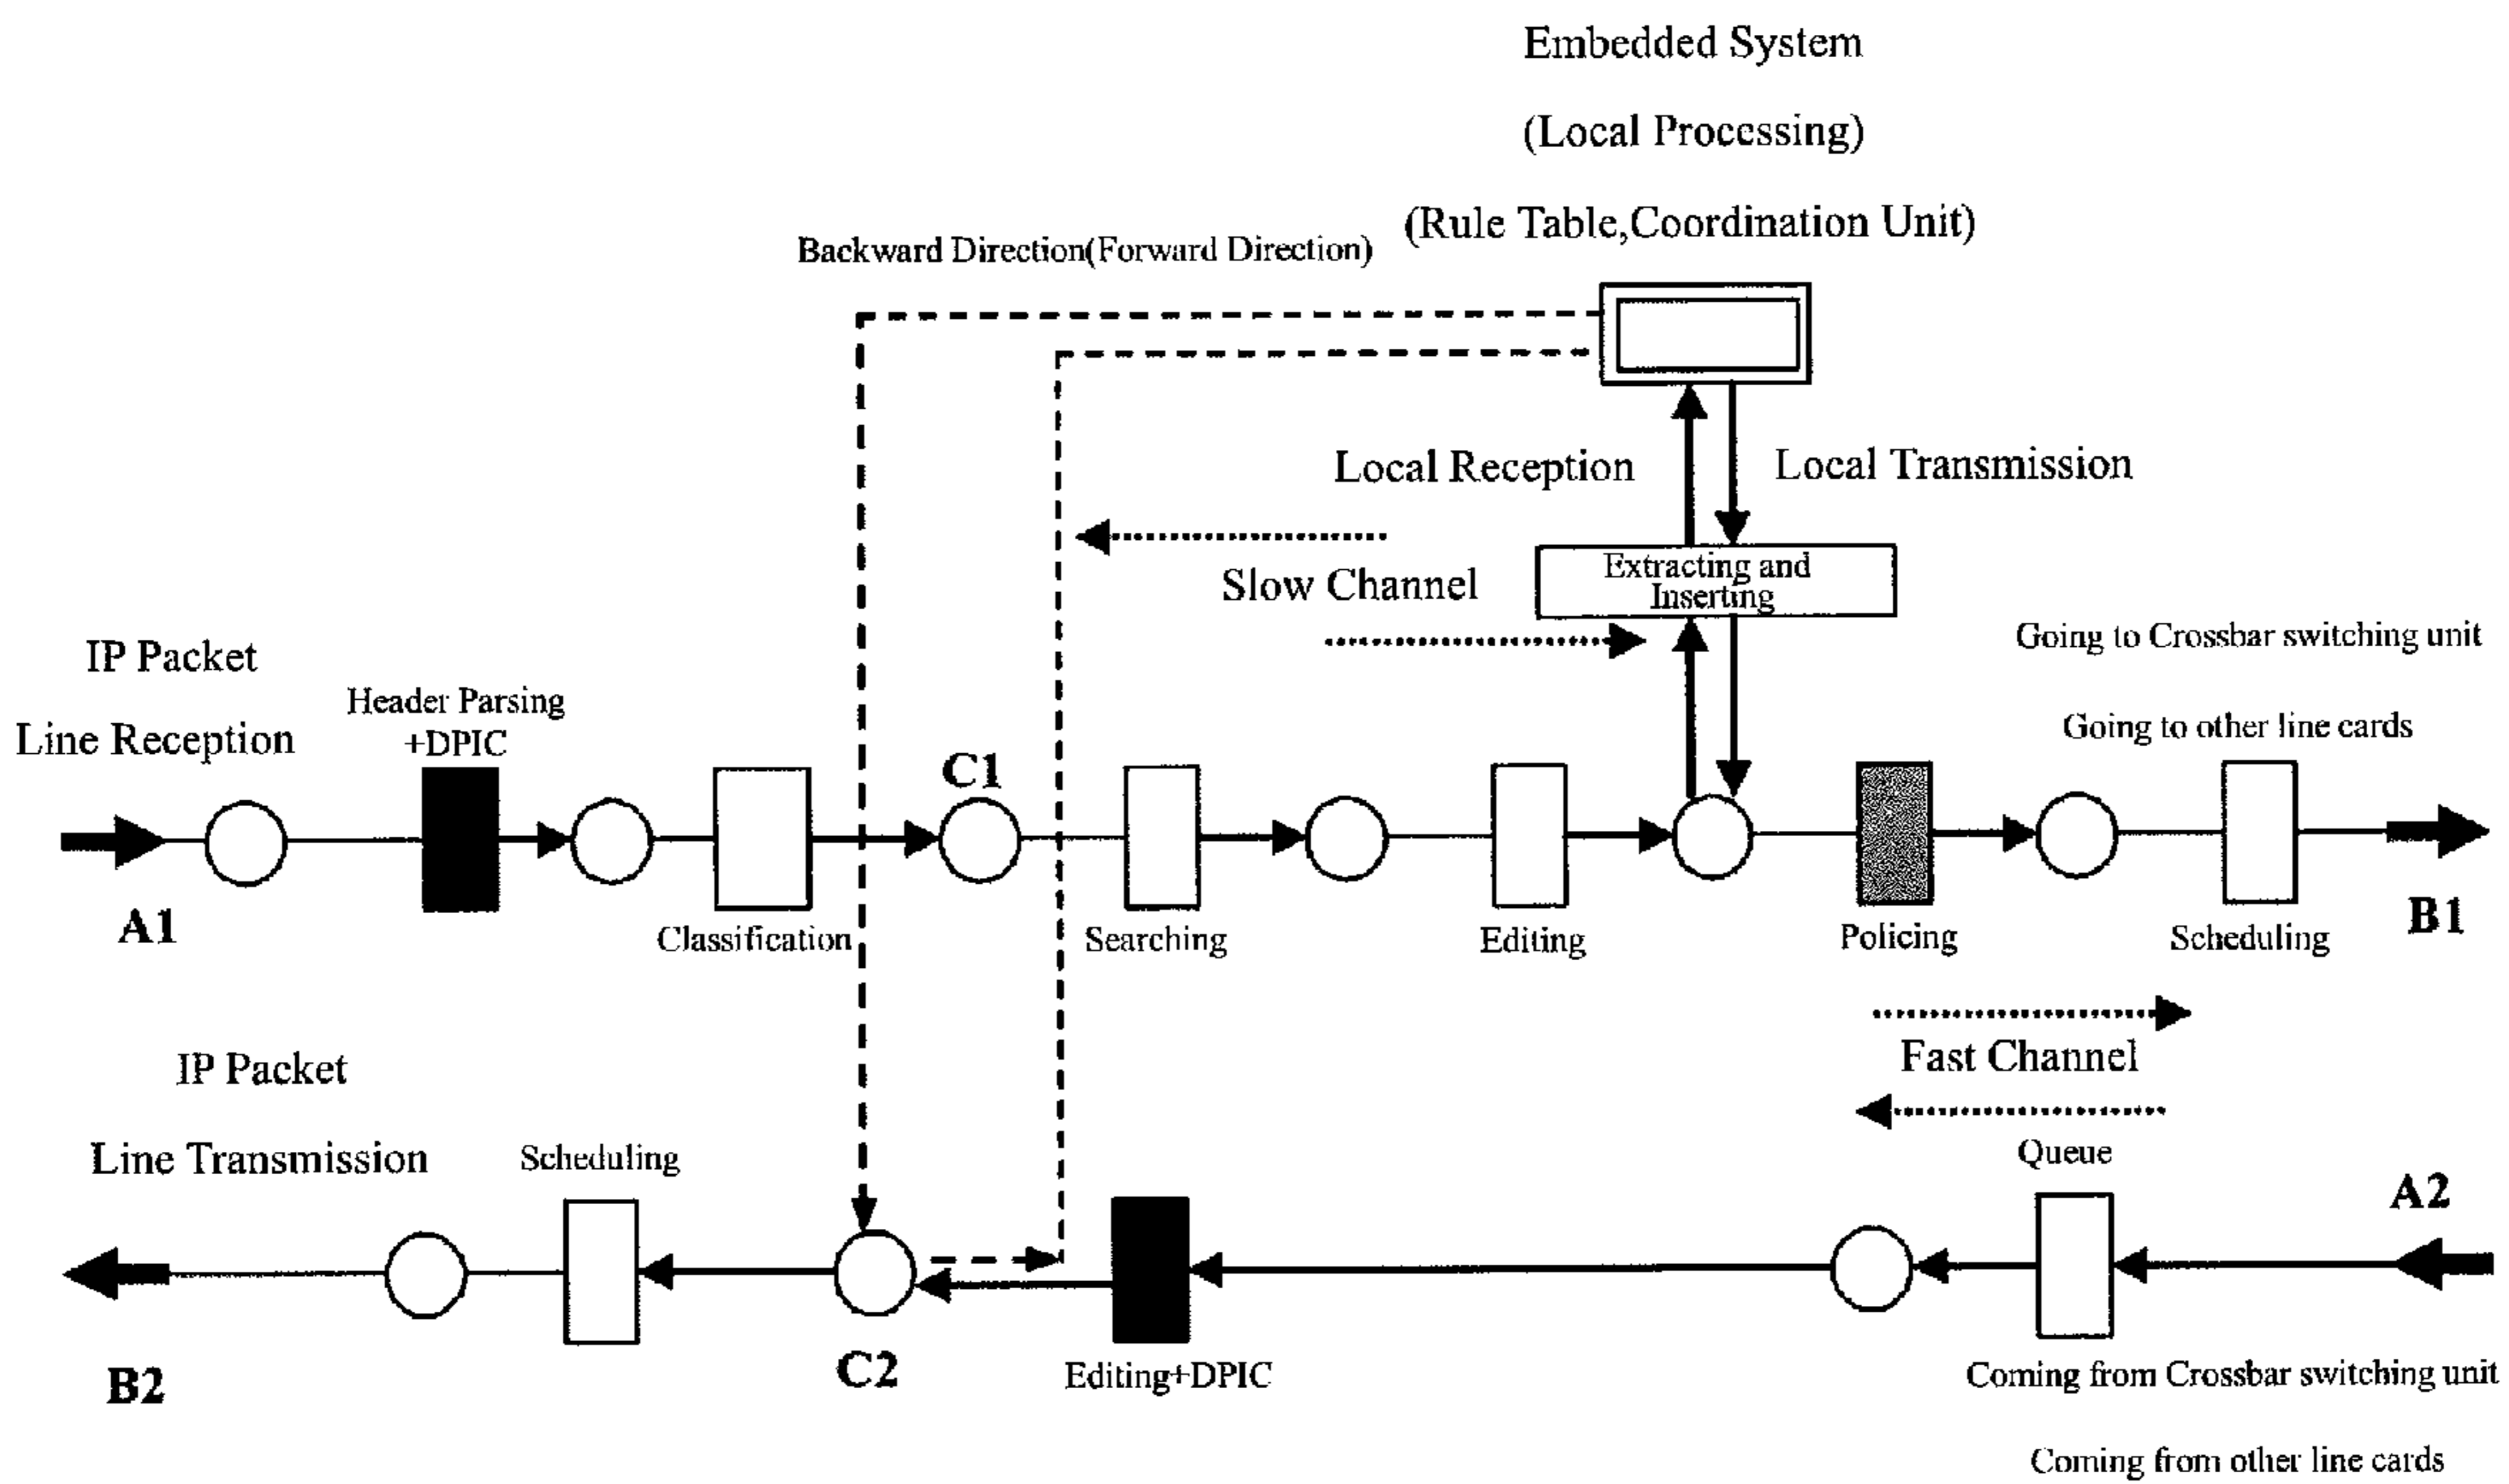 Embedded System
(Local Processing)
(Rule Table,Coordination Unit)
Backward Direction(Forward Direction)
Local Reception
Local Transmission
Slow Channel
Extracting and
Inserting
IP Packet
Line Reception
Header Parsing
+DPIC
Going to Crossbar switching unit
Going to other line cards
C1
A1
Classification
Searching
Editing
Policing
Scheduling
B1
Fast Channel
IP Packet
Line Transmission
Scheduling
Queue
A2
B2
C2
Editing+DPIC
Coming from Crossbar switching unit
Coming from other line cards